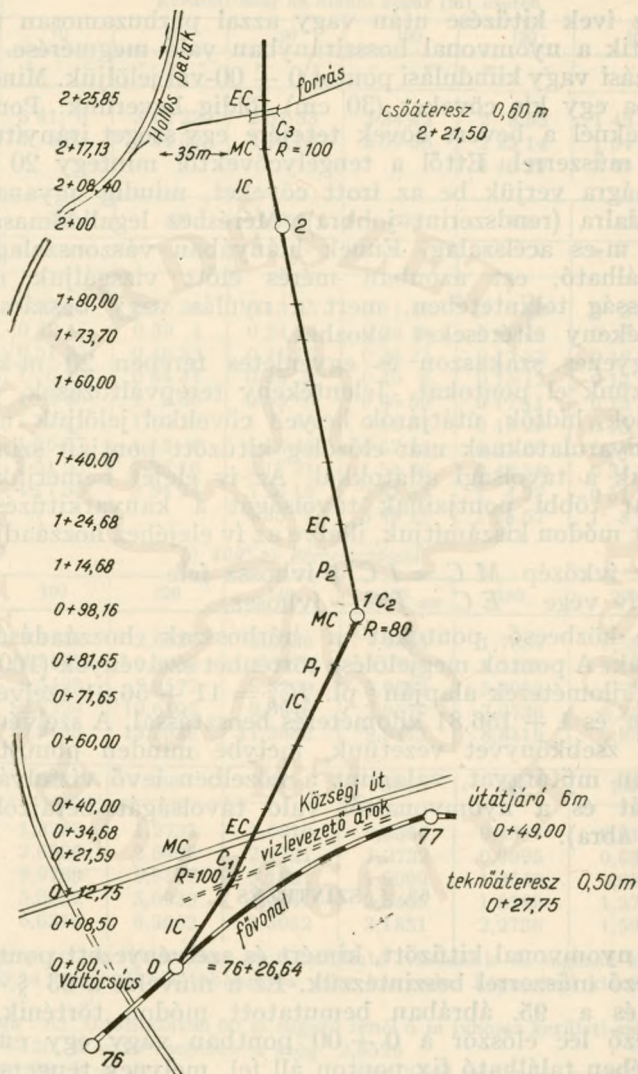 2+25,85
2+17,13
2+08,40
2+00
1+80,00
1+73,70
1+60,00
1+40,00
1+24,68
1+14,68
0+98,16
0+81,65
0+71,65
0+60,00
0+40,00
0+34,68
0+21,59
0+12,75
0+08,50
0+00,
Váltócsúcs
Hollós patak
35m
EC
forrás
C3
MC
R=100
IC
csőáteresz 0,60m
2+21,50
2
EC
P2
1 C2
MC
R=80
P1
IC
EC
Községi út
MC
C1
R=100
vízlevezető árok
fővonal
77
útátjáró 6m
0+49,00
teknőáteresz 0,50m
0+27,75
IC
0
= 76+26,64
76